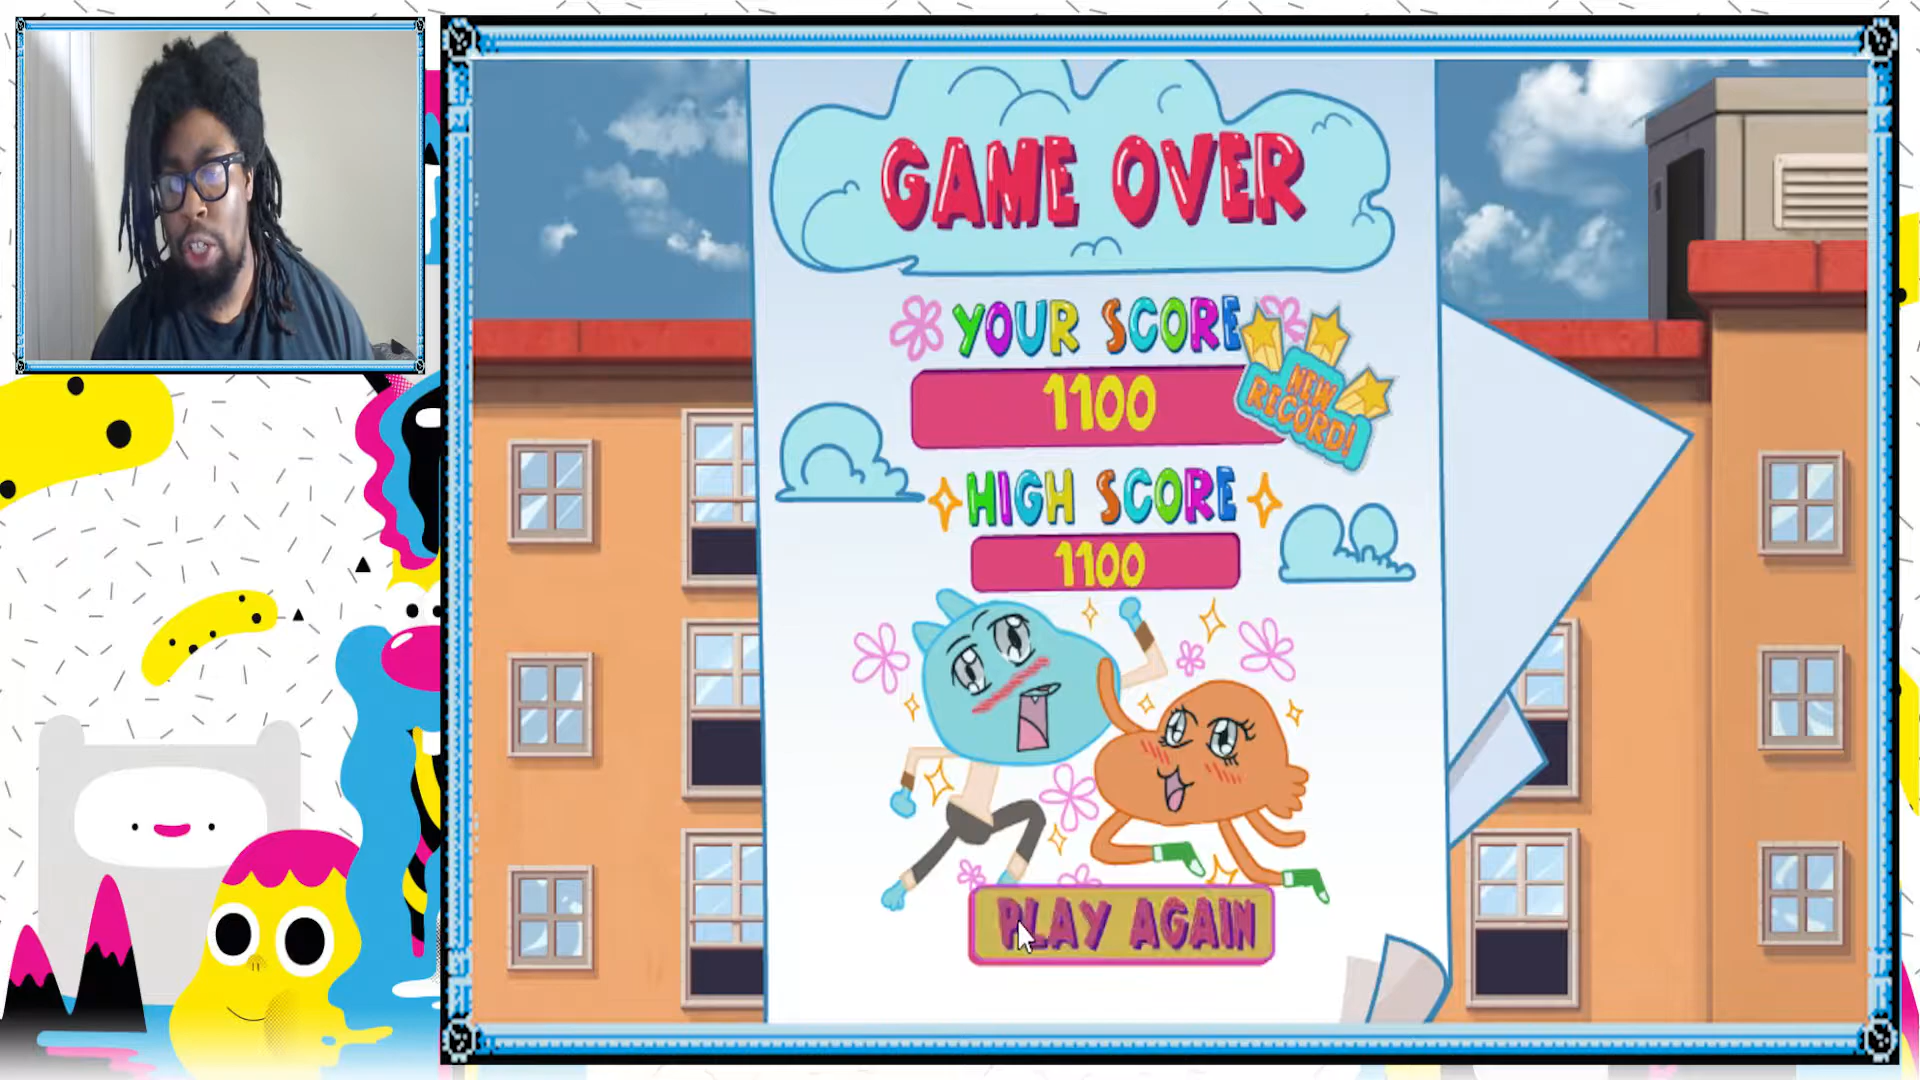 GAME OVER
YOUR SCORE
1100
NEW
RECORD!
HIGH SCORE
1100
PLAY AGAIN